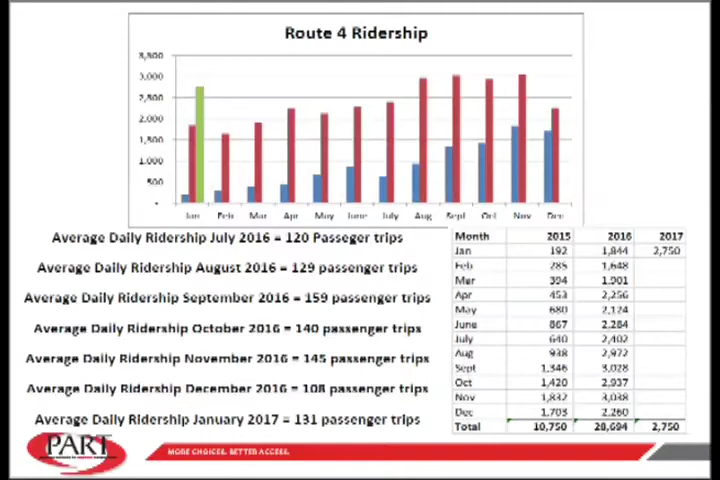 Route 4 Ridership
3,500
3,000
2,500
2,000
1,500
1,000
500
-
Jan Feb Mar Apr May June July Aug Sept Oct Nov Dec
Average Daily Ridership July 2016 = 120 Passeger trips
Average Daily Ridership August 2016 = 129 passenger trips
Average Daily Ridership September 2016 = 159 passenger trips
Average Daily Ridership October 2016 = 140 passenger trips
Average Daily Ridership November 2016 = 145 passenger trips
Average Daily Ridership December 2016 = 108 passenger trips
Average Daily Ridership January 2017 = 131 passenger trips
Month 2015 2016 2017
Jan 192 1,844 2,750
Feb 285 1,648
Mar 394 1,901
Apr 453 2,256
May 680 2,124
June 867 2,284
July 640 2,402
Aug 938 2,972
Sept 1,346 3,028
Oct 1,420 2,937
Nov 1,832 3,038
Dec 1,703 2,260
Total 10,750 28,694 2,750
PART
MORE CHOICES. BETTER ACCESS.